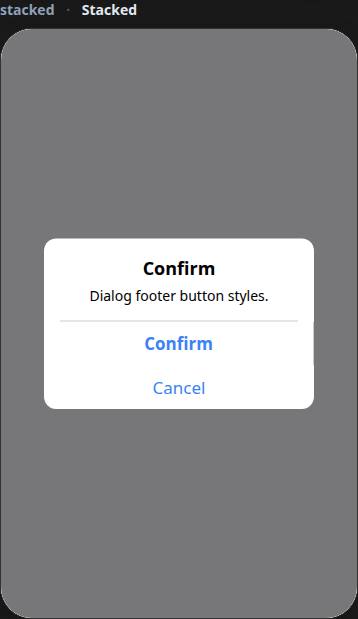 stacked · Stacked
Confirm
Dialog footer button styles.
Confirm
Cancel